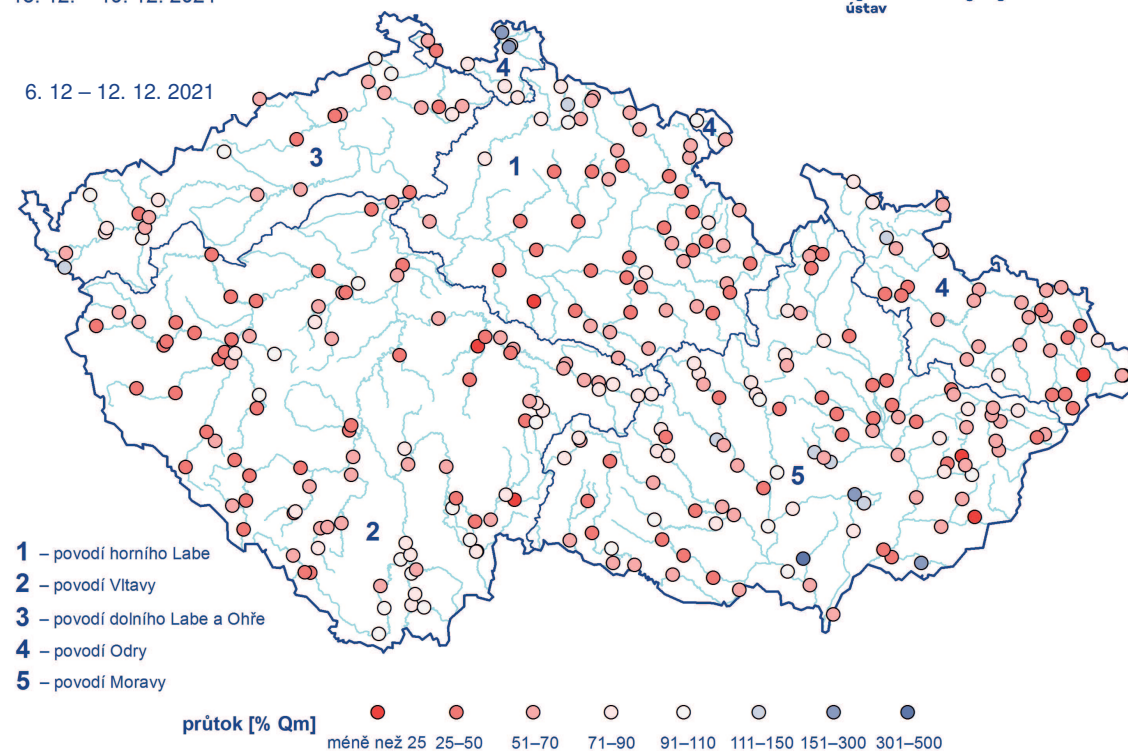 ústav
6. 12 – 12. 12. 2021
4
4
3
1
4
5
2
1 – povodí horního Labe
2 – povodí Vltavy
3 – povodí dolního Labe a Ohře
4 – povodí Odry
5 – povodí Moravy
průtok [% Qm]
méně než 25 25–50 51–70 71–90 91–110 111–150 151–300 301–500